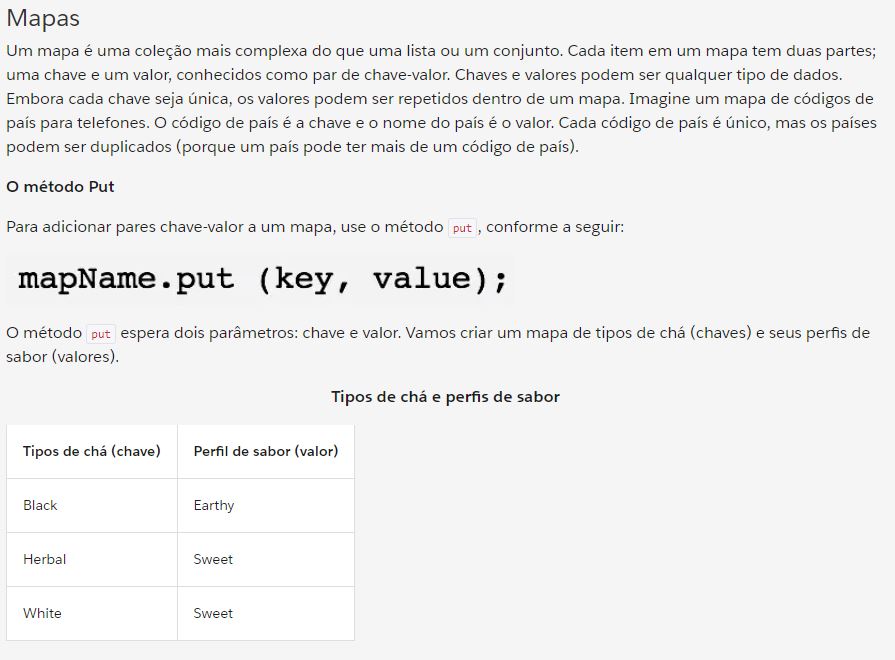 Mapas
Um mapa é uma coleção mais complexa do que uma lista ou um conjunto. Cada item em um mapa tem duas partes;
uma chave e um valor, conhecidos como par de chave-valor. Chaves e valores podem ser qualquer tipo de dados.
Embora cada chave seja única, os valores podem ser repetidos dentro de um mapa. Imagine um mapa de códigos de
país para telefones. O código de país é a chave e o nome do país é o valor. Cada código de país é único, mas os países
podem ser duplicados (porque um país pode ter mais de um código de país).
O método Put
Para adicionar pares chave-valor a um mapa, use o método put, conforme a seguir:
mapName.put (key, value);
O método put espera dois parâmetros: chave e valor. Vamos criar um mapa de tipos de chá (chaves) e seus perfis de
sabor (valores).
Tipos de chá e perfis de sabor
Tipos de chá (chave) Perfil de sabor (valor)
Black Earthy
Herbal Sweet
White Sweet